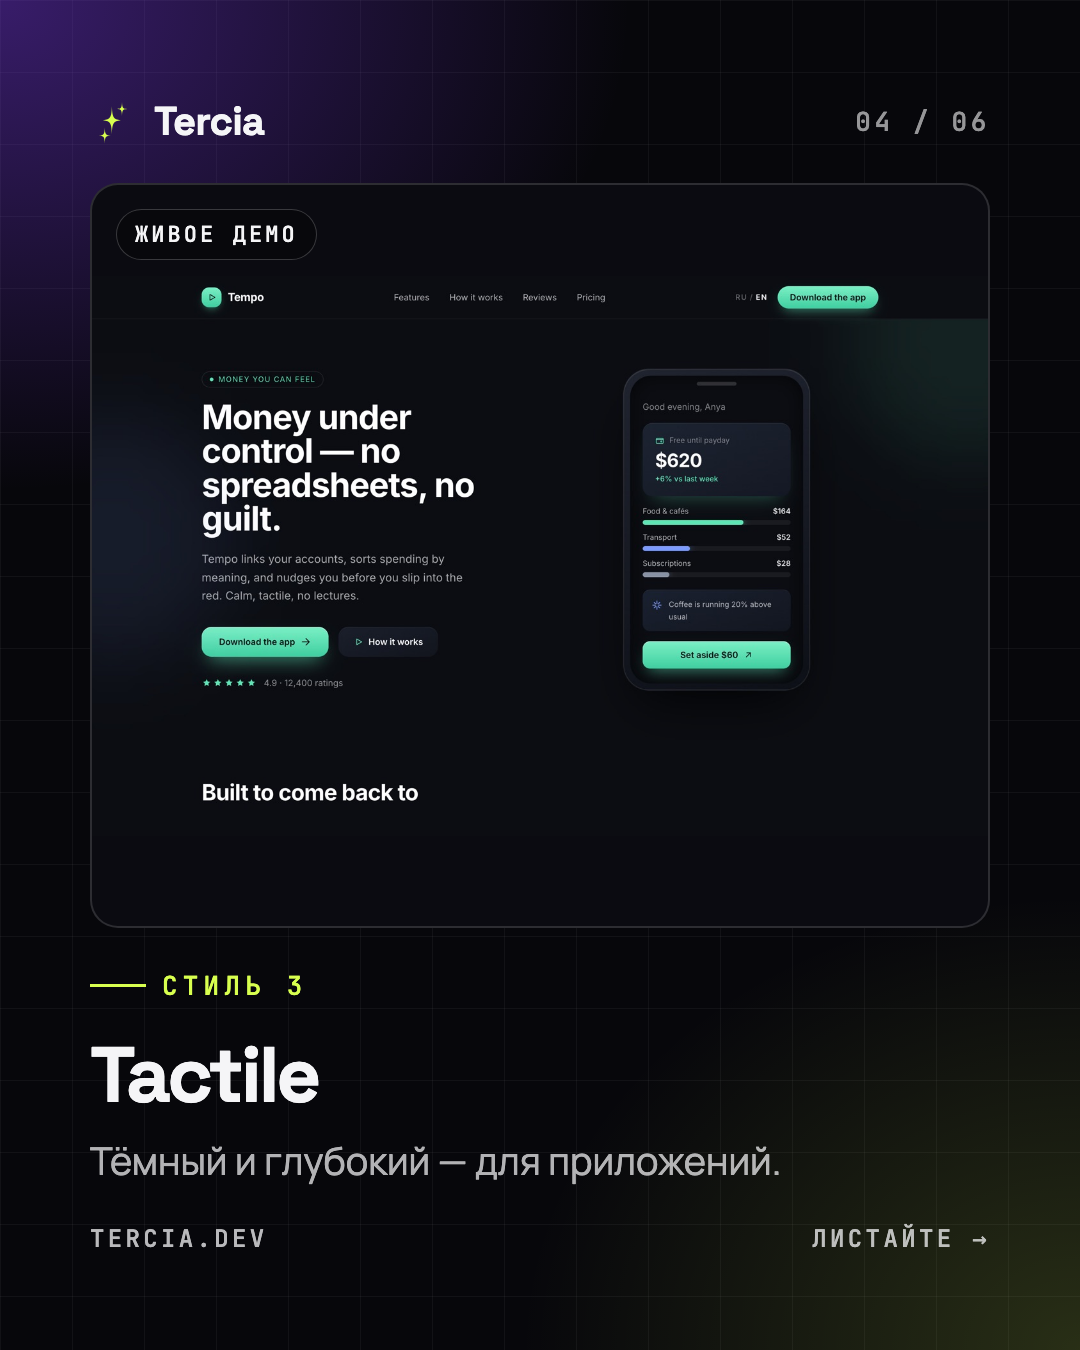 Tercia
04 / 06
ЖИВОЕ ДЕМО
Tempo
Features How it works Reviews Pricing
RU / EN
Download the app
MONEY YOU CAN FEEL
Money under
control — no
spreadsheets, no
guilt.
Tempo links your accounts, sorts spending by
meaning, and nudges you before you slip into the
red. Calm, tactile, no lectures.
Download the app →
How it works
★★★★★ 4.9 · 12,400 ratings
Good evening, Anya
Free until payday
$620
+6% vs last week
Food & cafés $164
Transport $52
Subscriptions $28
Coffee is running 20% above
usual
Set aside $60 ↗
Built to come back to
СТИЛЬ 3
Tactile
Тёмный и глубокий — для приложений.
TERCIA.DEV
ЛИСТАЙТЕ →